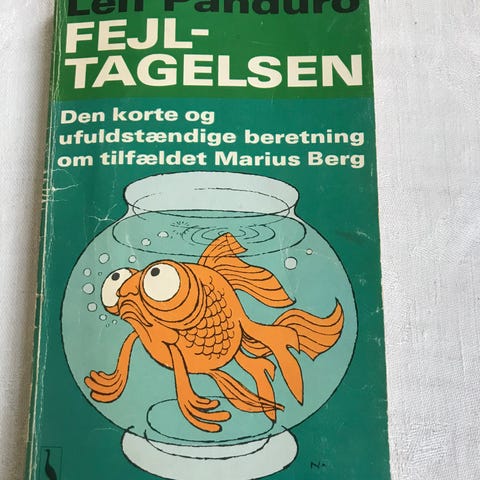 Leif Panduro
FEJL-
TAGELSEN
Den korte og
ufuldstændige beretning
om tilfældet Marius Berg